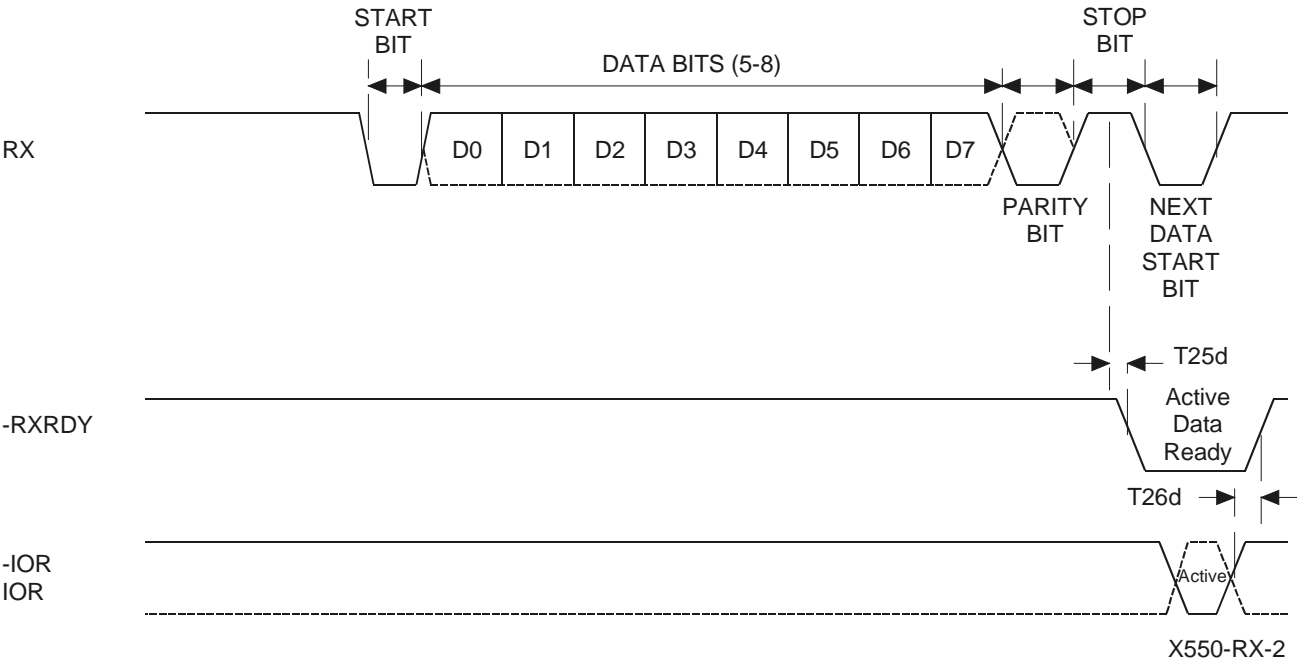 START
BIT
STOP
BIT
DATA BITS (5-8)
RX
D0 D1 D2 D3 D4 D5 D6 D7
PARITY
BIT
NEXT
DATA
START
BIT
T25d
-RXRDY
Active
Data
Ready
T26d
-IOR
IOR
Active
X550-RX-2